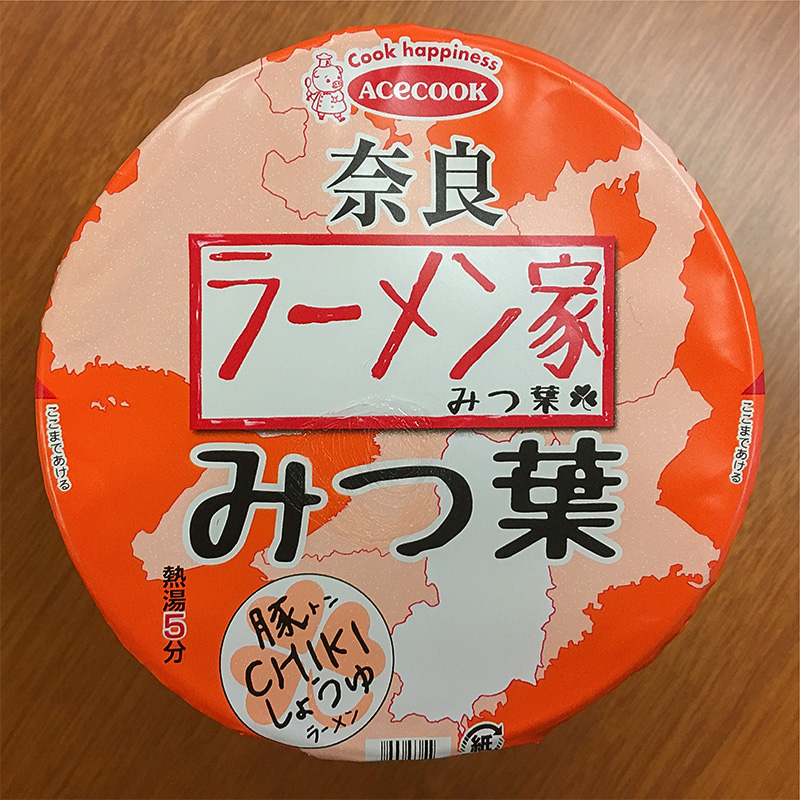 Cook happiness
ACECOOK
奈良
ラーメン家
みつ葉
みつ葉
ここまであける
ここまであける
熱湯5分
豚トン
CHIKI
しょうゆ
ラーメン
紙